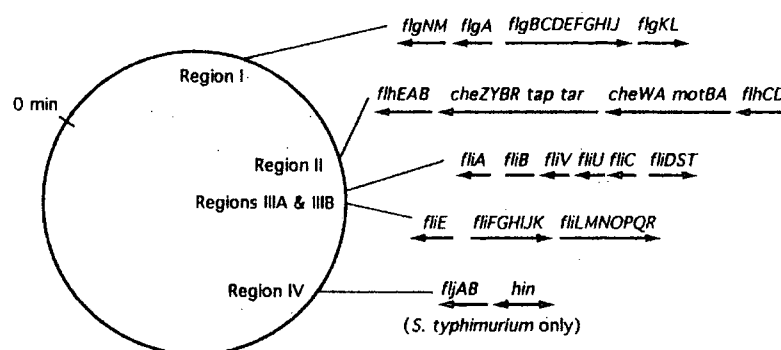 flgNM flgA flgBCDEFGHIJ flgKL
Region I
0 min
flhEAB cheZYBR tap tar cheWA motBA flhCD
Region II
fliA fliB fliV fliU fliC fliDST
Regions IIIA & IIIB
fliE fliFGHIJK fliLMNOPQR
Region IV
fljAB hin
(S. typhimurium only)